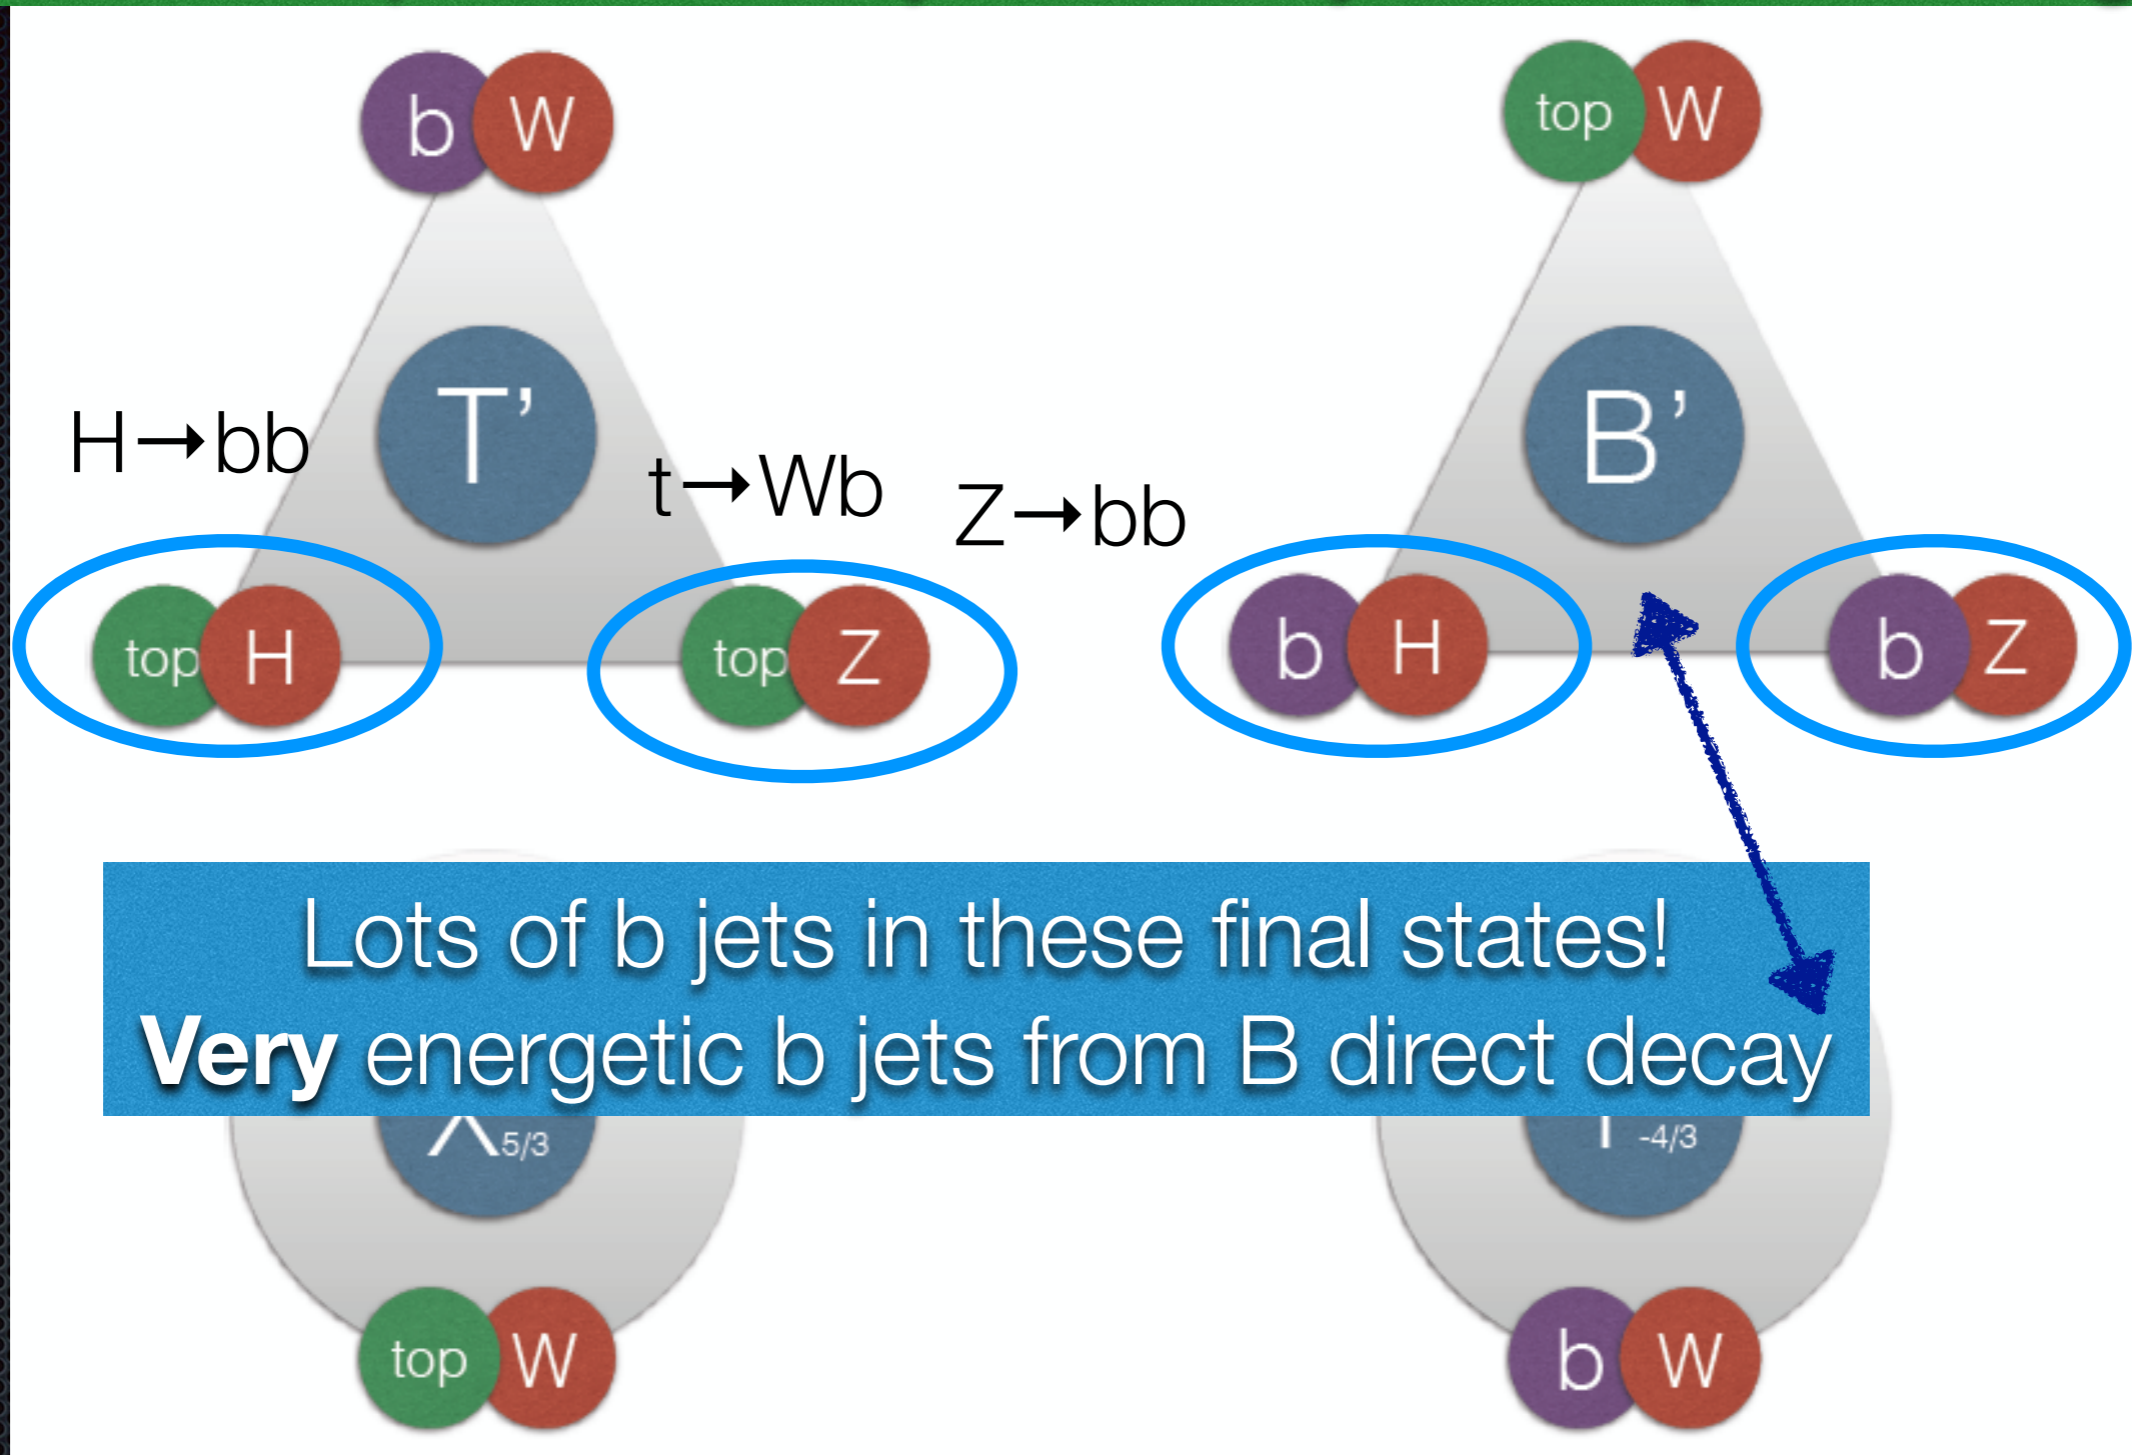 b W
top W
T’
B’
H→bb
t→Wb
Z→bb
top H
top Z
b H
b Z
Lots of b jets in these final states!
Very energetic b jets from B direct decay
X5/3
-4/3
top W
b W